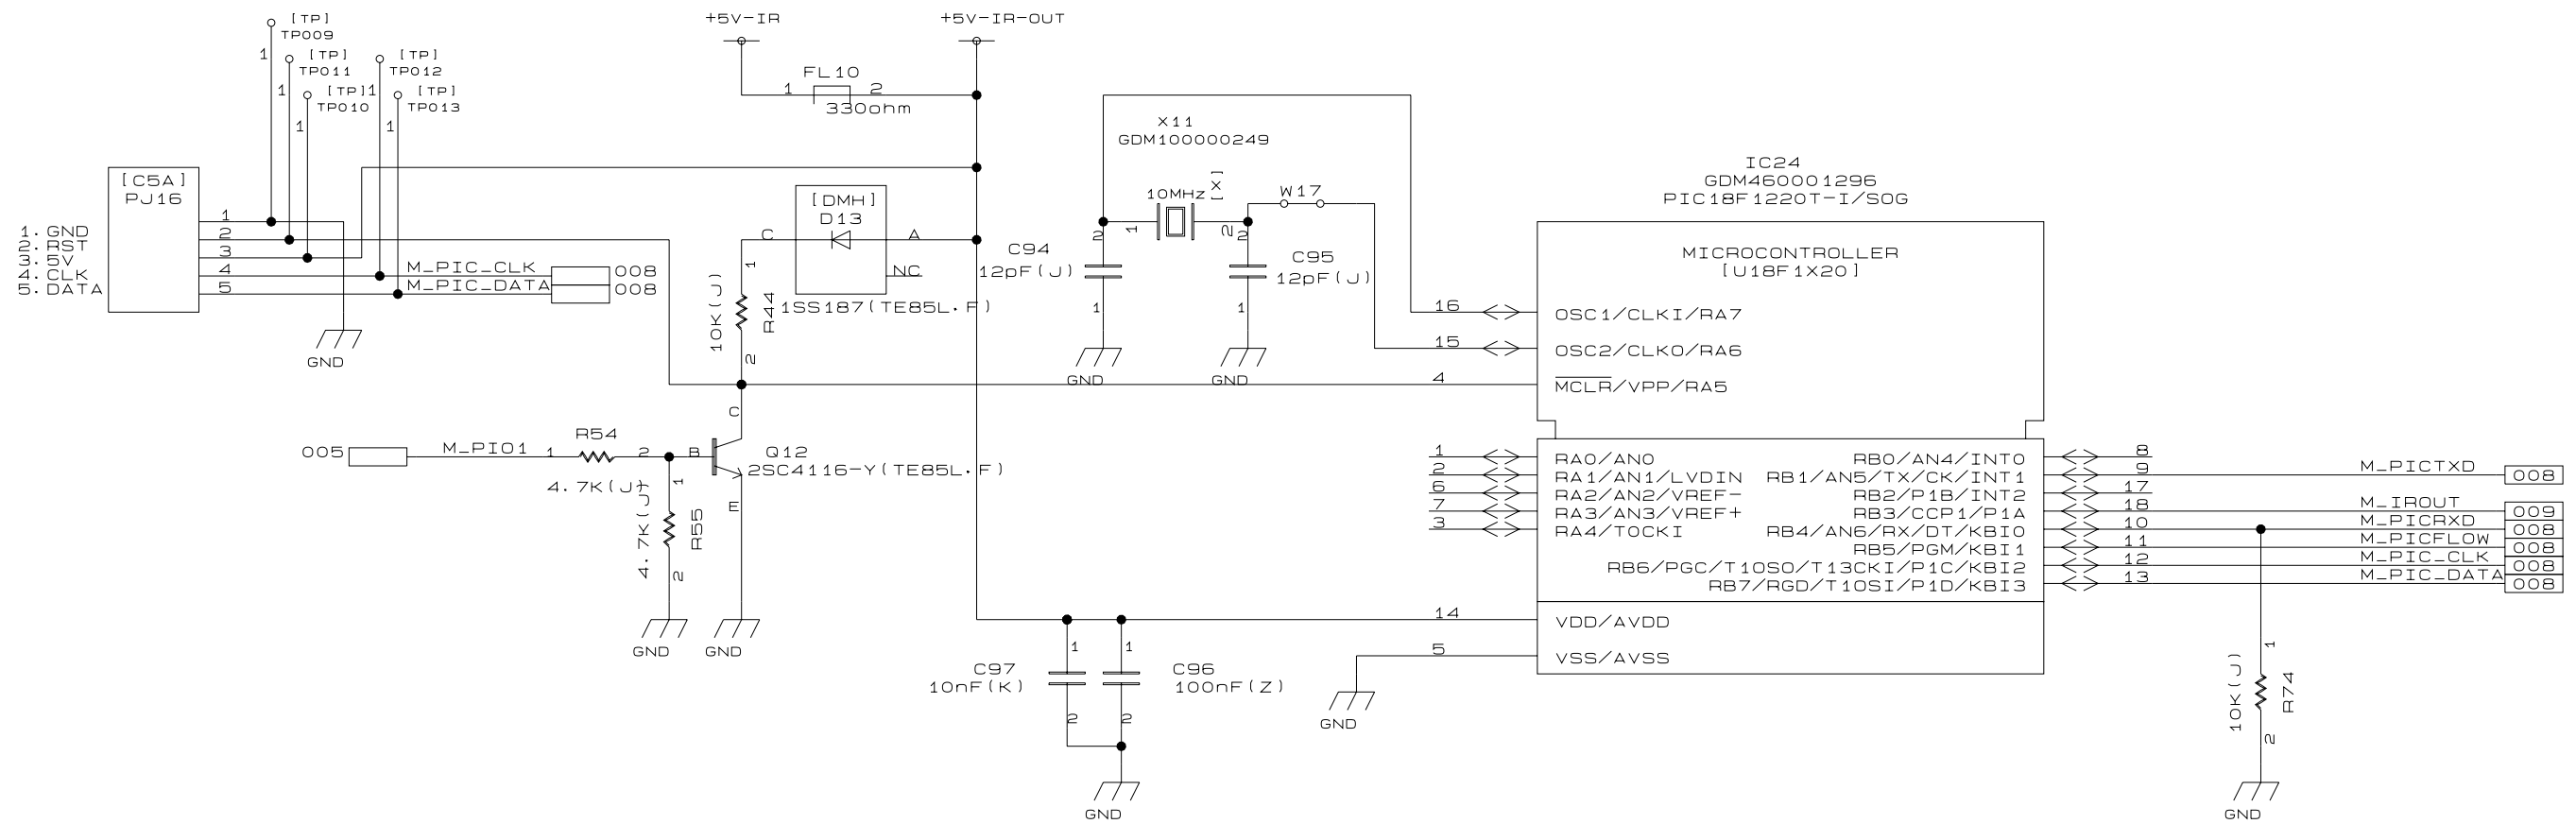 [TP]
TP009
1
[TP]
TP011
1
[TP]
TP010
1
[TP]
TP012
1
[TP]
TP013
1
[C5A]
PJ16
1. GND
2. RST
3. 5V
4. CLK
5. DATA
1
2
3
4
5
M_PIC_CLK
008
M_PIC_DATA
008
GND
+5V-IR
+5V-IR-OUT
FL10
1
2
330ohm
[DMH]
D13
C
A
NC
1SS187(TE85L.F)
1
10K(J)
R44
2
005
M_PIO1
R54
1
2
4.7K(J)
B
C
E
Q12
2SC4116-Y(TE85L.F)
1
4.7K(J)
R55
2
GND
GND
X11
GDM100000249
10MHz
[X]
1
2
W17
C94
12pF(J)
2
1
GND
C95
12pF(J)
2
1
GND
IC24
GDM460001296
PIC18F1220T-I/SOG
MICROCONTROLLER
[U18F1X20]
16
OSC1/CLKI/RA7
15
OSC2/CLKO/RA6
4
MCLR/VPP/RA5
1
RA0/AN0
2
RA1/AN1/LVDIN
6
RA2/AN2/VREF-
7
RA3/AN3/VREF+
3
RA4/TOCKI
RB0/AN4/INT0
8
RB1/AN5/TX/CK/INT1
9
M_PICTXD
008
RB2/P1B/INT2
17
RB3/CCP1/P1A
18
M_IROUT
009
RB4/AN6/RX/DT/KBI0
10
M_PICRXD
008
RB5/PGM/KBI1
11
M_PICFLOW
008
RB6/PGC/T1OSO/T13CKI/P1C/KBI2
12
M_PIC_CLK
008
RB7/RGD/T1OSI/P1D/KBI3
13
M_PIC_DATA
008
14
VDD/AVDD
5
VSS/AVSS
GND
C97
10nF(K)
1
2
C96
100nF(Z)
1
2
GND
1
10K(J)
R74
2
GND